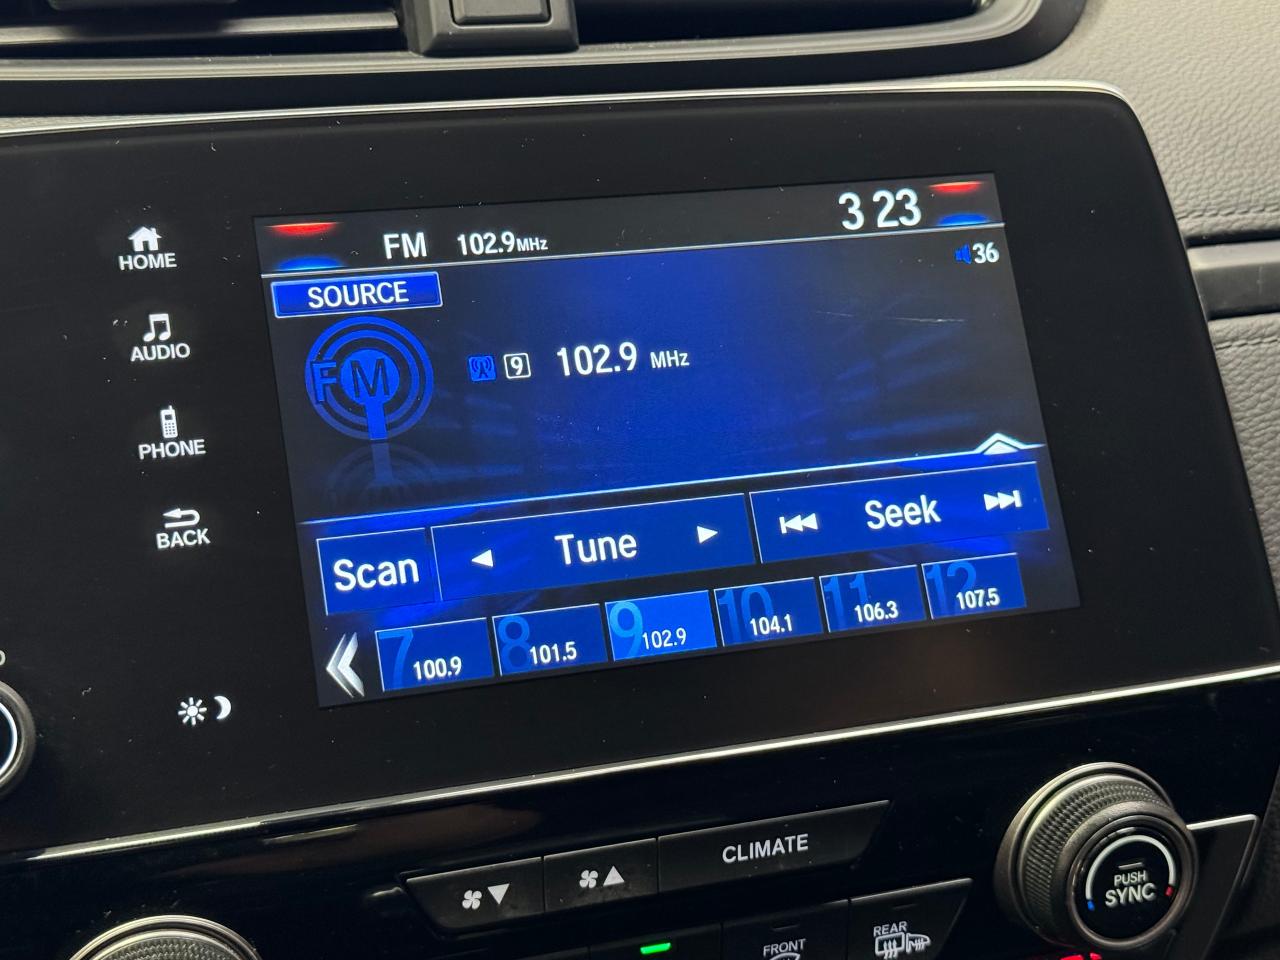 FM 102.9MHz 3 23
36
SOURCE
FM
9 102.9 MHz
Scan Tune Seek
7 100.9 8 101.5 9 102.9 10 104.1 11 106.3 12 107.5
HOME
AUDIO
PHONE
BACK
CLIMATE
PUSH
SYNC
FRONT
REAR